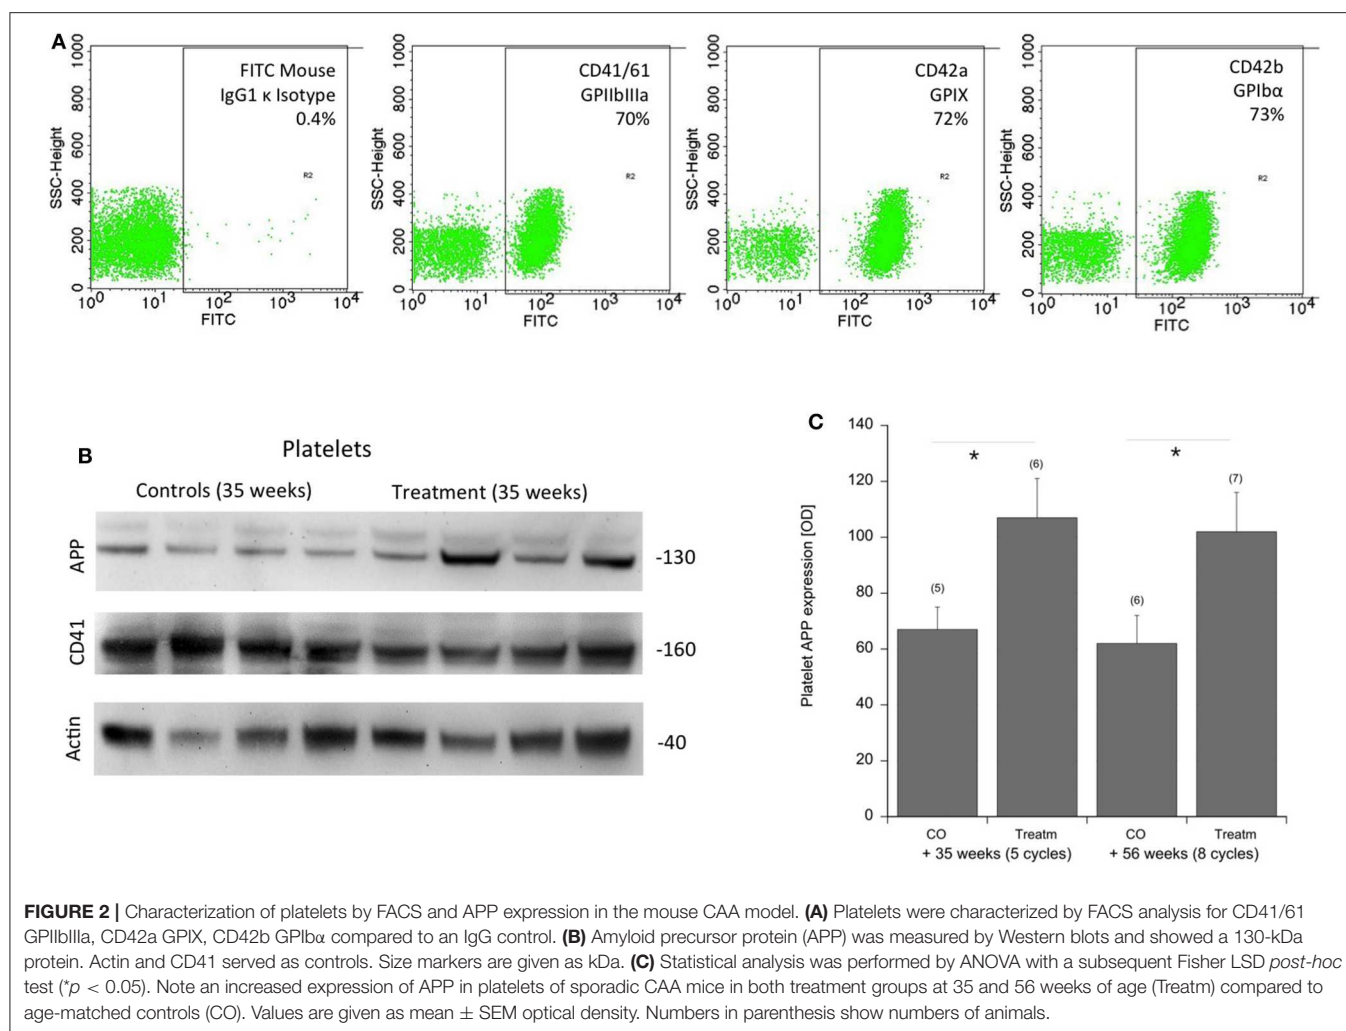 A
FITC Mouse
IgG1 κ Isotype
0.4%
R2
SSC-Height
1000
800
600
400
200
0
10^0 10^1 10^2 10^3 10^4
FITC
CD41/61
GPIIbIIIa
70%
R2
SSC-Height
1000
800
600
400
200
0
10^0 10^1 10^2 10^3 10^4
FITC
CD42a
GPIX
72%
R2
SSC-Height
1000
800
600
400
200
0
10^0 10^1 10^2 10^3 10^4
FITC
CD42b
GPIbα
73%
R2
SSC-Height
1000
800
600
400
200
0
10^0 10^1 10^2 10^3 10^4
FITC
B
Platelets
Controls (35 weeks) Treatment (35 weeks)
APP -130
CD41 -160
Actin -40
C
Platelet APP expression [OD]
140
120
100
80
60
40
20
0
* *
(5) (6) (6) (7)
CO Treatm CO Treatm
+ 35 weeks (5 cycles) + 56 weeks (8 cycles)
FIGURE 2 | Characterization of platelets by FACS and APP expression in the mouse CAA model. (A) Platelets were characterized by FACS analysis for CD41/61
GPIIbIIIa, CD42a GPIX, CD42b GPIbα compared to an IgG control. (B) Amyloid precursor protein (APP) was measured by Western blots and showed a 130-kDa
protein. Actin and CD41 served as controls. Size markers are given as kDa. (C) Statistical analysis was performed by ANOVA with a subsequent Fisher LSD post-hoc
test (*p < 0.05). Note an increased expression of APP in platelets of sporadic CAA mice in both treatment groups at 35 and 56 weeks of age (Treatm) compared to
age-matched controls (CO). Values are given as mean ± SEM optical density. Numbers in parenthesis show numbers of animals.